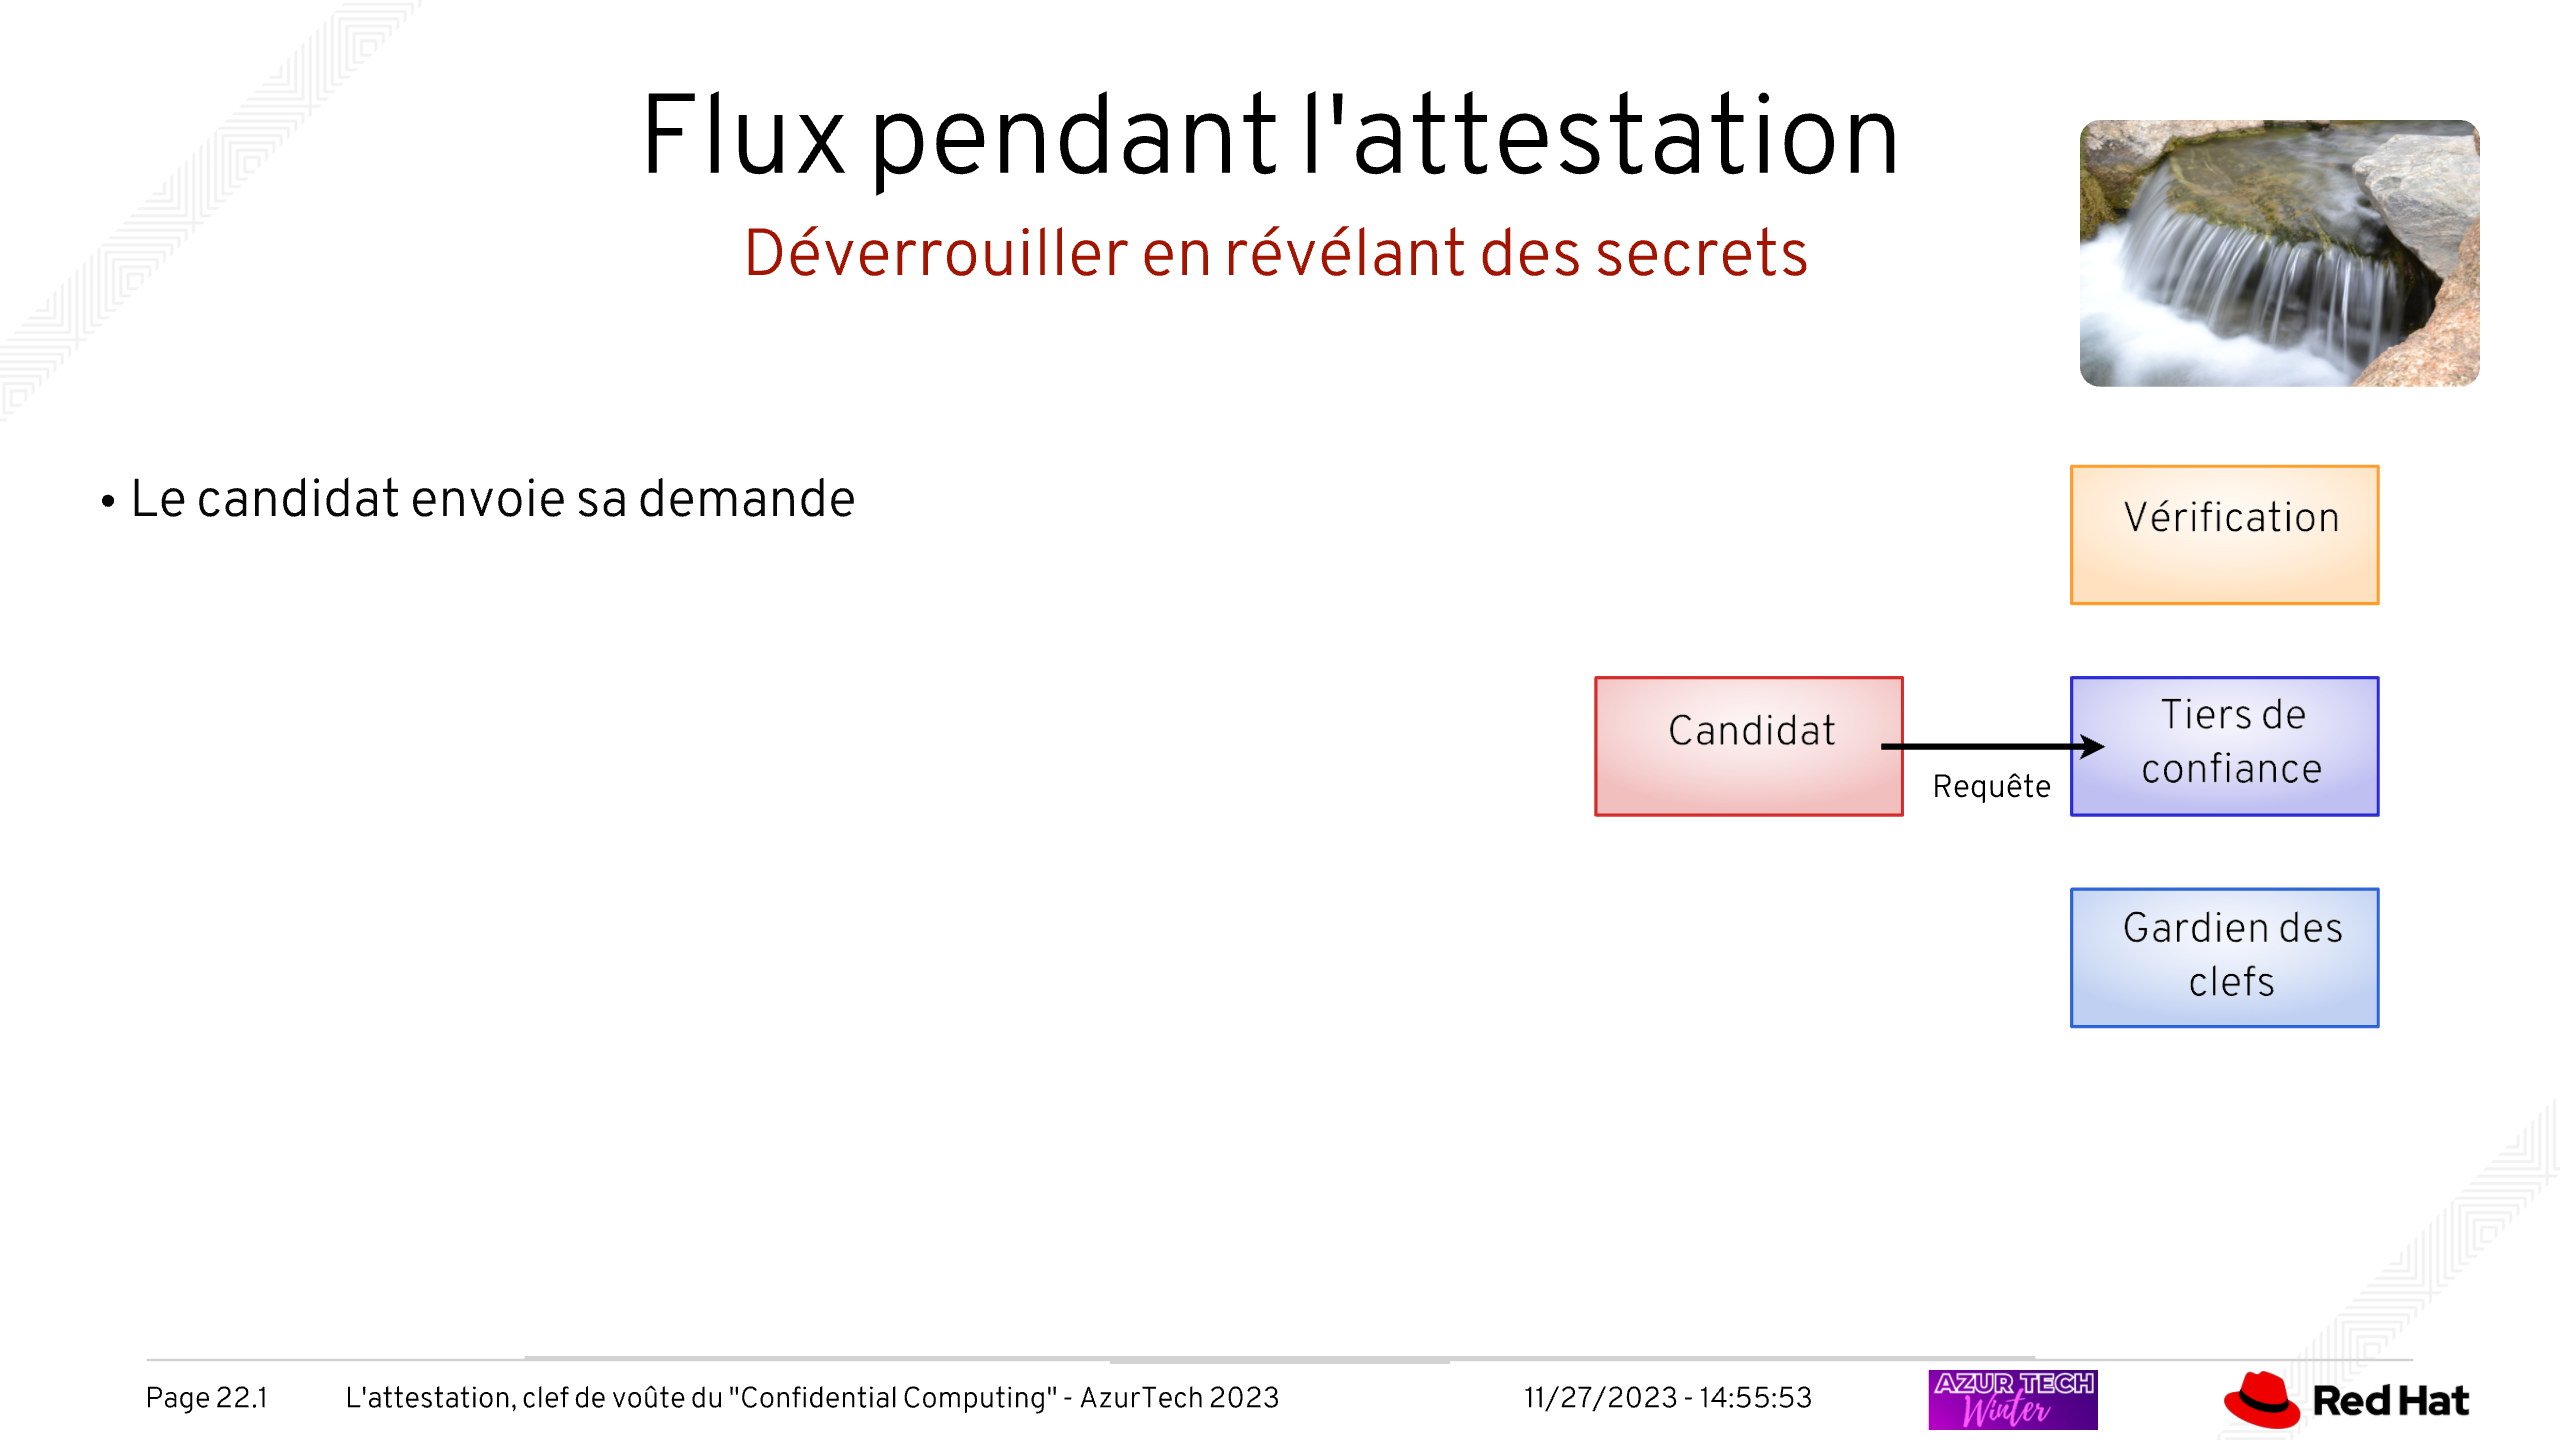 Flux pendant l'attestation
Déverrouiller en révélant des secrets
• Le candidat envoie sa demande
Vérification
Candidat
Requête
Tiers de
confiance
Gardien des
clefs
Page 22.1
L'attestation, clef de voûte du "Confidential Computing" - AzurTech 2023
11/27/2023 - 14:55:53
AZUR TECH
Winter
Red Hat